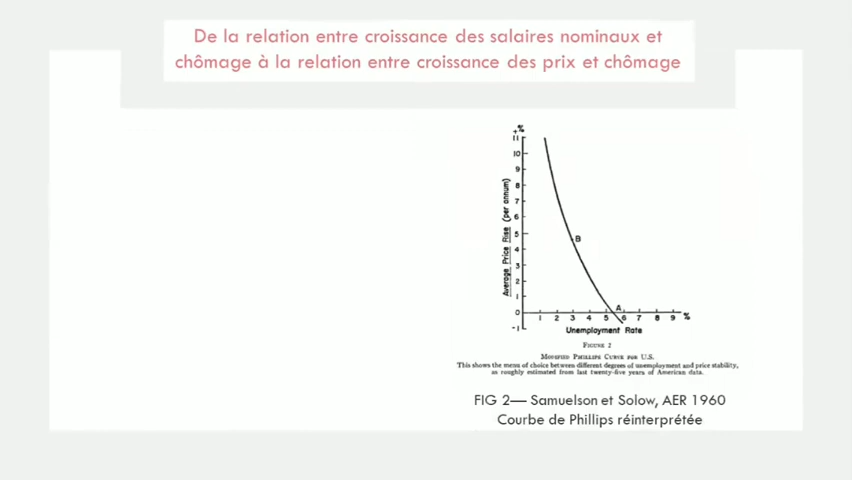 De la relation entre croissance des salaires nominaux et
chômage à la relation entre croissance des prix et chômage
+%
11
10
9
8
7
6
5
4
3
2
1
0
-1
Average Price Rise (per annum)
B
A
1 2 3 4 5 6 7 8 9 %
Unemployment Rate
FIGURE 2
MODIFIED PHILLIPS CURVE FOR U.S.
This shows the menu of choice between different degrees of unemployment and price stability,
as roughly estimated from last twenty-five years of American data.
FIG 2— Samuelson et Solow, AER 1960
Courbe de Phillips réinterprétée